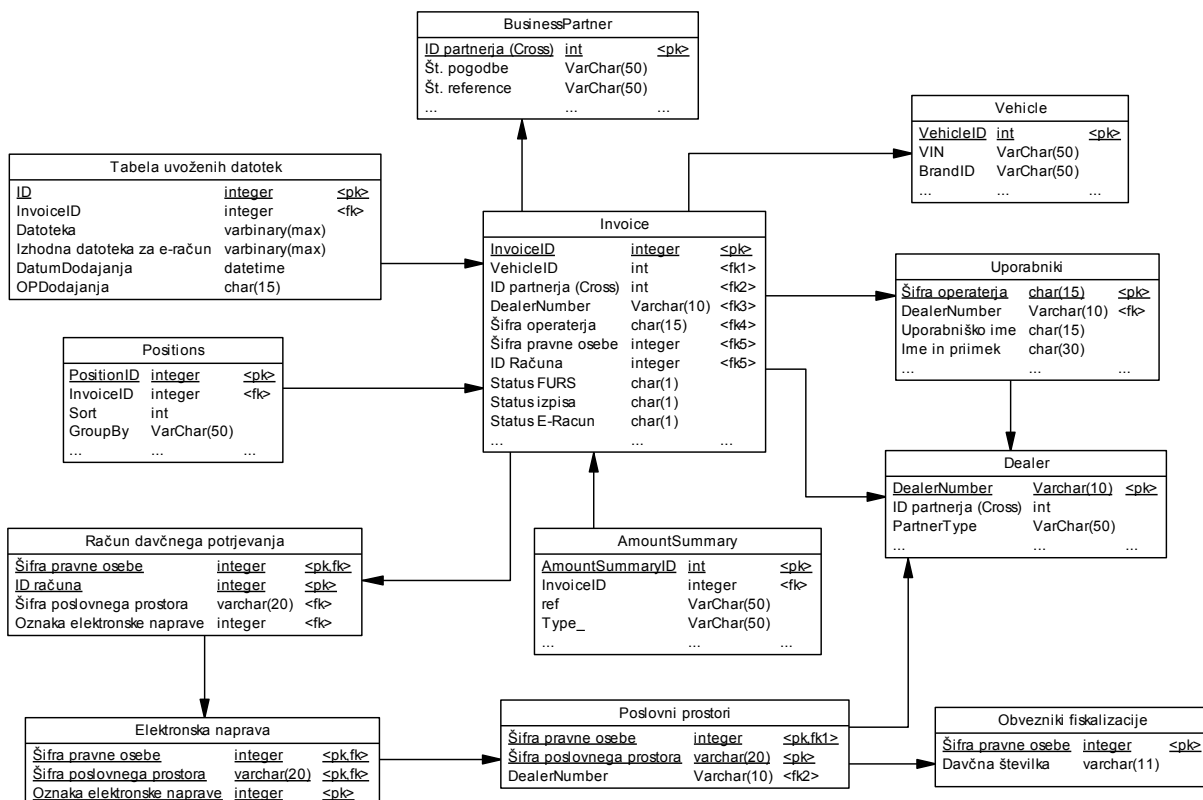 BusinessPartner
ID partnerja (Cross) int <pk>
Št. pogodbe VarChar(50)
Št. reference VarChar(50)
... ... ...
Vehicle
VehicleID int <pk>
VIN VarChar(50)
BrandID VarChar(50)
... ... ...
Tabela uvoženih datotek
ID integer <pk>
InvoiceID integer <fk>
Datoteka varbinary(max)
Izhodna datoteka za e-račun varbinary(max)
DatumDodajanja datetime
OPDodajanja char(15)
Invoice
InvoiceID integer <pk>
VehicleID int <fk1>
ID partnerja (Cross) int <fk2>
DealerNumber Varchar(10) <fk3>
Šifra operaterja char(15) <fk4>
Šifra pravne osebe integer <fk5>
ID Računa integer <fk5>
Status FURS char(1)
Status izpisa char(1)
Status E-Racun char(1)
... ... ...
Uporabniki
Šifra operaterja char(15) <pk>
DealerNumber Varchar(10) <fk>
Uporabniško ime char(15)
Ime in priimek char(30)
... ... ...
Positions
PositionID integer <pk>
InvoiceID integer <fk>
Sort int
GroupBy VarChar(50)
... ... ...
Dealer
DealerNumber Varchar(10) <pk>
ID partnerja (Cross) int
PartnerType VarChar(50)
... ... ...
Račun davčnega potrjevanja
Šifra pravne osebe integer <pk,fk>
ID računa integer <pk>
Šifra poslovnega prostora varchar(20) <fk>
Oznaka elektronske naprave integer <fk>
AmountSummary
AmountSummaryID int <pk>
InvoiceID integer <fk>
ref VarChar(50)
Type_ VarChar(50)
... ... ...
Elektronska naprava
Šifra pravne osebe integer <pk,fk>
Šifra poslovnega prostora varchar(20) <pk,fk>
Oznaka elektronske naprave integer <pk>
Poslovni prostori
Šifra pravne osebe integer <pk,fk1>
Šifra poslovnega prostora varchar(20) <pk>
DealerNumber Varchar(10) <fk2>
Obvezniki fiskalizacije
Šifra pravne osebe integer <pk>
Davčna številka varchar(11)